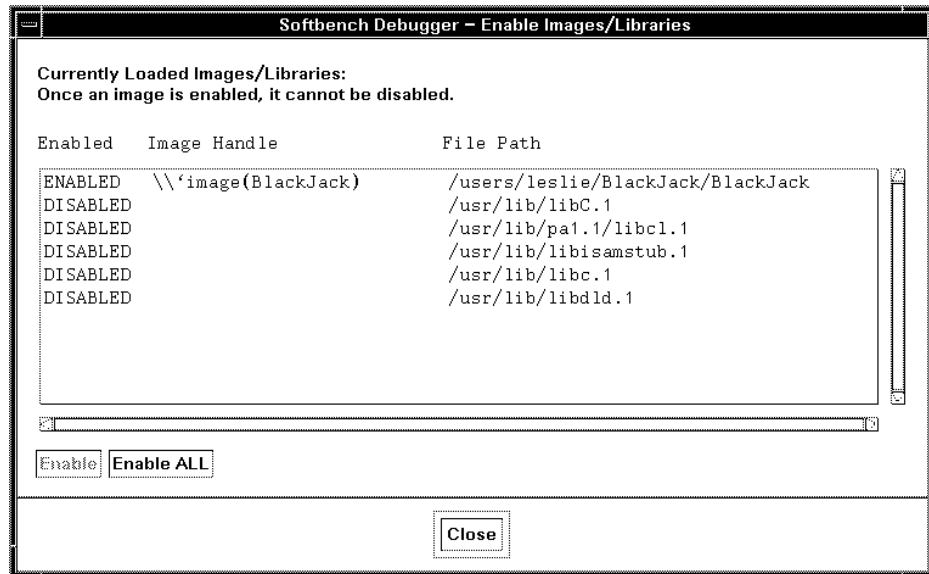 Softbench Debugger – Enable Images/Libraries
Currently Loaded Images/Libraries:
Once an image is enabled, it cannot be disabled.
Enabled Image Handle File Path
ENABLED \\‘image(BlackJack) /users/leslie/BlackJack/BlackJack
DISABLED /usr/lib/libC.1
DISABLED /usr/lib/pa1.1/libcl.1
DISABLED /usr/lib/libisamstub.1
DISABLED /usr/lib/libc.1
DISABLED /usr/lib/libdld.1
Enable Enable ALL
Close